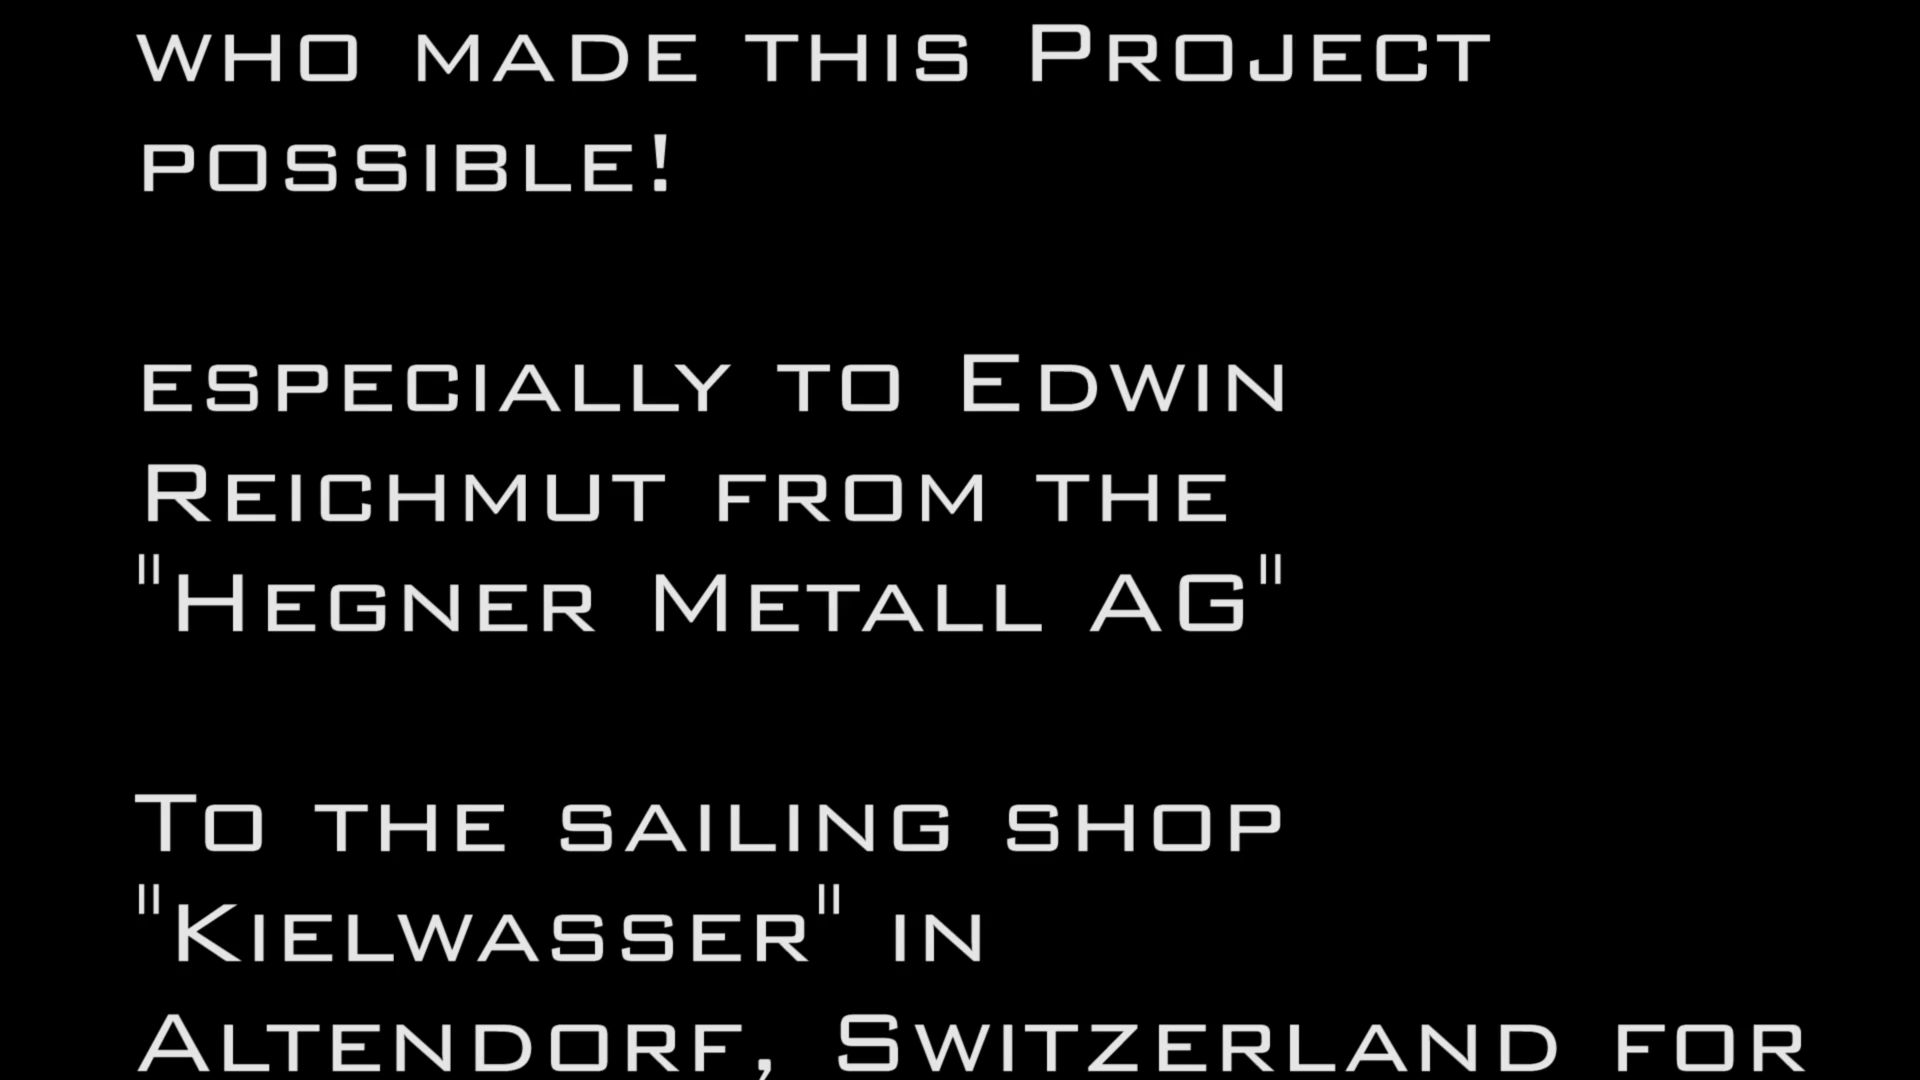 who made this Project
possible!
especially to Edwin
Reichmut from the
"Hegner Metall AG"
To the sailing shop
"Kielwasser" in
Altendorf, Switzerland for